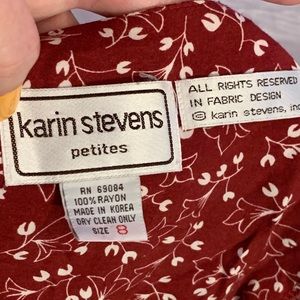 karin stevens
petites
ALL RIGHTS RESERVED
IN FABRIC DESIGN
© karin stevens, inc
RN 69084
100% RAYON
MADE IN KOREA
DRY CLEAN ONLY
SIZE 8